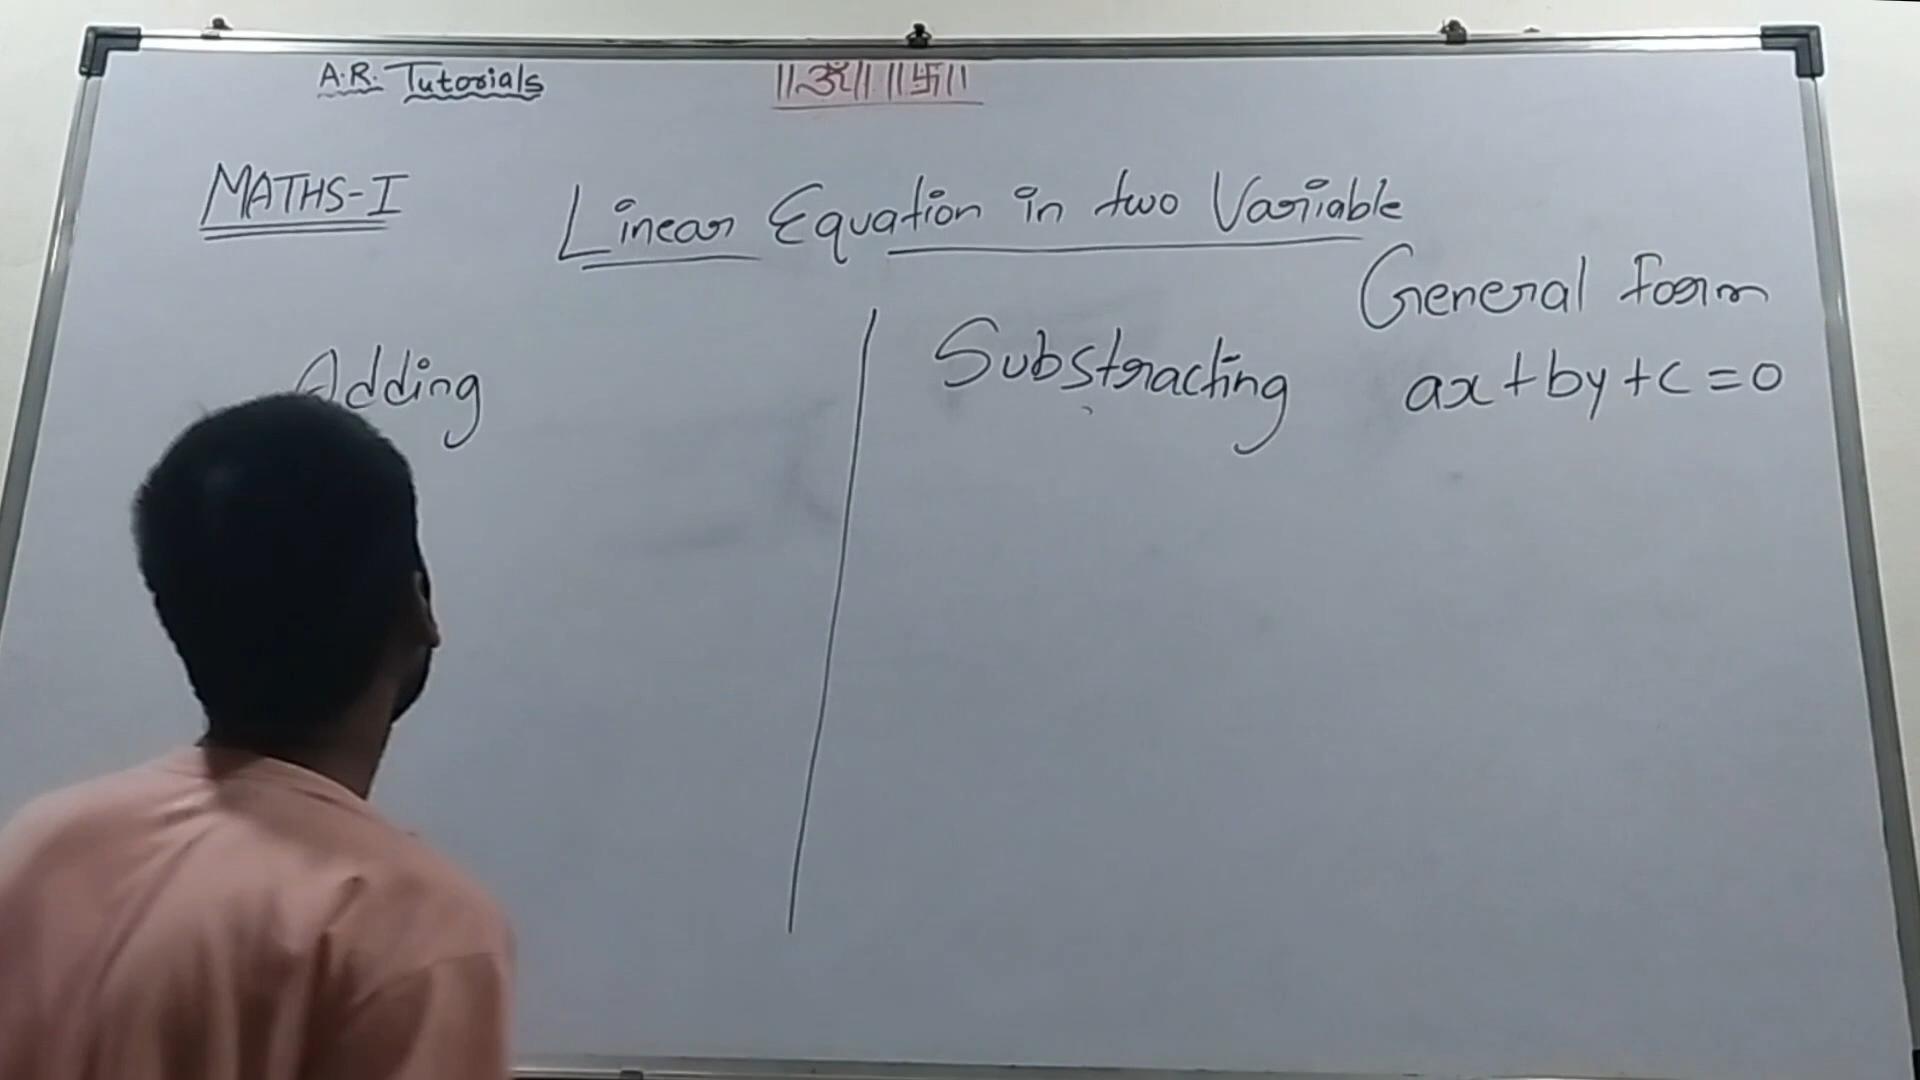 A.R. Tutorials
||ॐ|| ||卐||
MATHS-I
Linear Equation in two Variable
General form
Adding
Substracting
ax+by+c=0